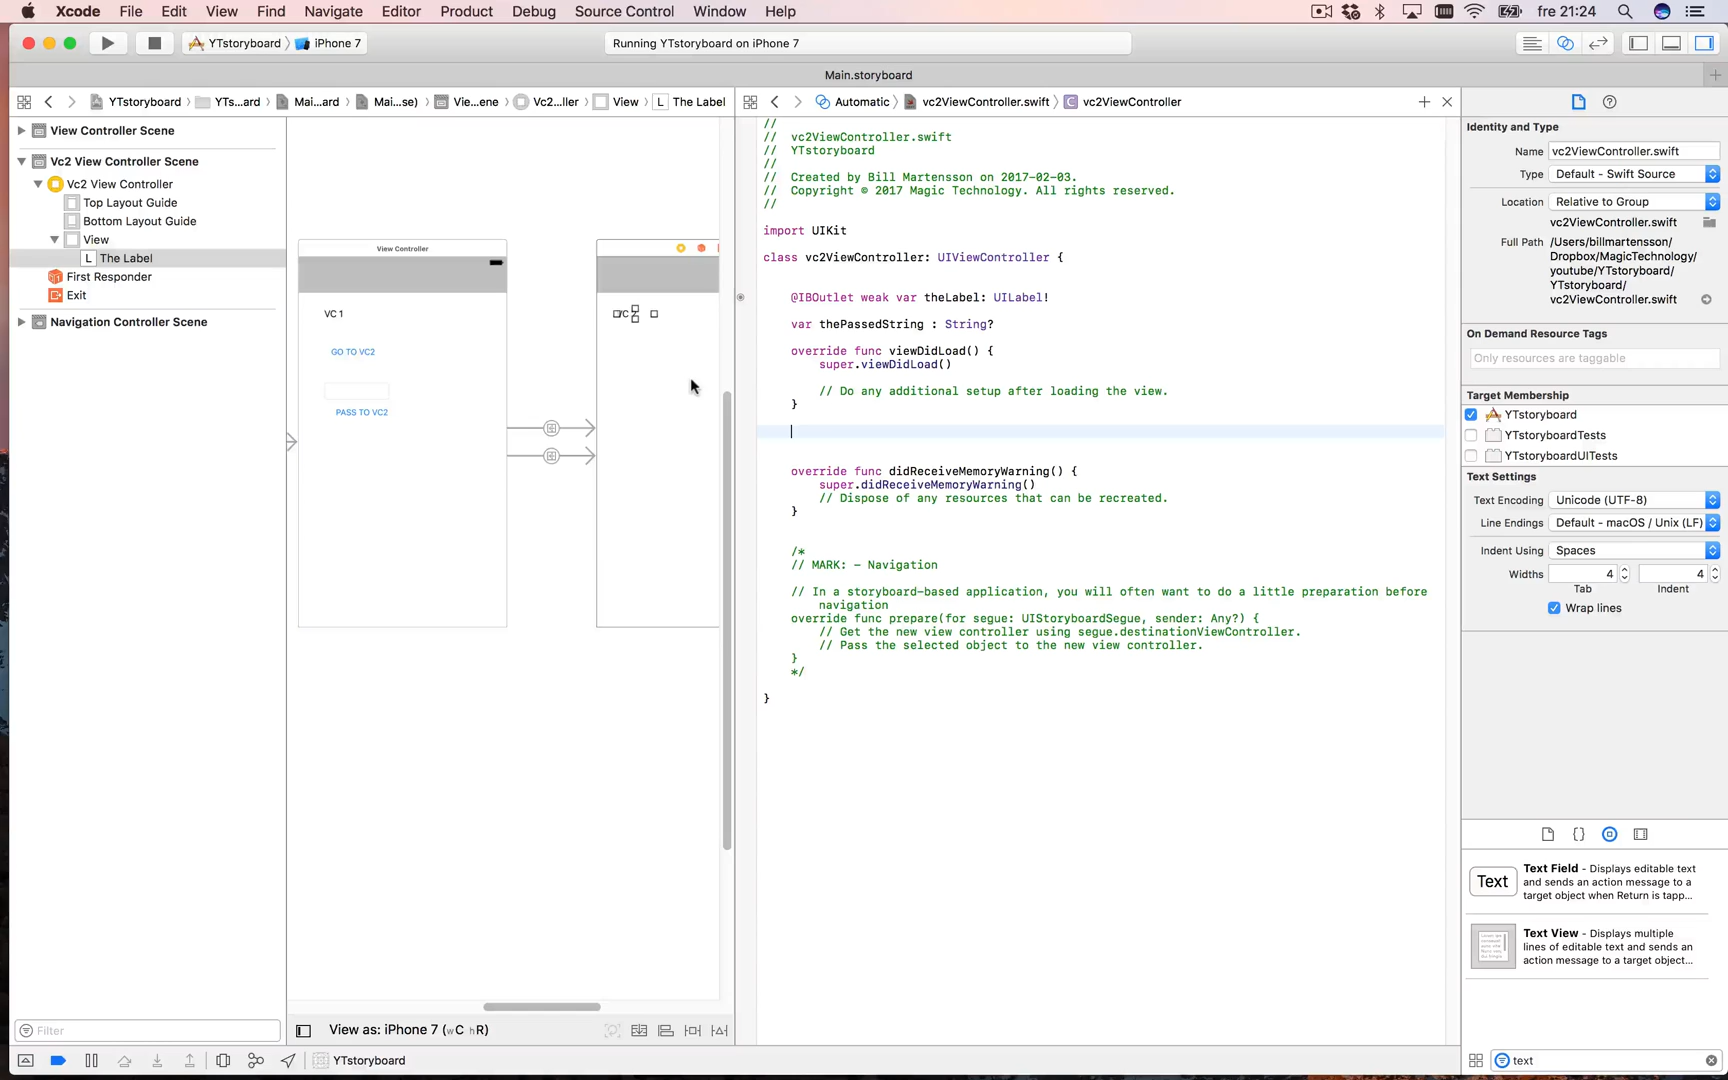 Xcode File Edit View Find Navigate Editor Product Debug Source Control Window Help fre 21:24
YTstoryboard iPhone 7 Running YTstoryboard on iPhone 7
Main.storyboard
YTstoryboard YTs...ard Mai...ard Mai...se) Vie...ene Vc2...ller View L The Label
Automatic vc2ViewController.swift C vc2ViewController
View Controller Scene
Vc2 View Controller Scene
Vc2 View Controller
Top Layout Guide
Bottom Layout Guide
View
L The Label
First Responder
Exit
Navigation Controller Scene
Filter
View Controller
VC 1
GO TO VC2
PASS TO VC2
View as: iPhone 7 (wC hR)
YTstoryboard
//
// vc2ViewController.swift
// YTstoryboard
//
// Created by Bill Martensson on 2017-02-03.
// Copyright © 2017 Magic Technology. All rights reserved.
//
import UIKit
class vc2ViewController: UIViewController {
@IBOutlet weak var theLabel: UILabel!
var thePassedString : String?
override func viewDidLoad() {
super.viewDidLoad()
// Do any additional setup after loading the view.
}
override func didReceiveMemoryWarning() {
super.didReceiveMemoryWarning()
// Dispose of any resources that can be recreated.
}
/*
// MARK: - Navigation
// In a storyboard-based application, you will often want to do a little preparation before
navigation
override func prepare(for segue: UIStoryboardSegue, sender: Any?) {
// Get the new view controller using segue.destinationViewController.
// Pass the selected object to the new view controller.
}
*/
}
Identity and Type
Name vc2ViewController.swift
Type Default - Swift Source
Location Relative to Group
vc2ViewController.swift
Full Path /Users/billmartensson/
Dropbox/MagicTechnology/
youtube/YTstoryboard/
YTstoryboard/
vc2ViewController.swift
On Demand Resource Tags
Only resources are taggable
Target Membership
YTstoryboard
YTstoryboardTests
YTstoryboardUITests
Text Settings
Text Encoding Unicode (UTF-8)
Line Endings Default - macOS / Unix (LF)
Indent Using Spaces
Widths 4 4
Tab Indent
Wrap lines
Text
Text Field - Displays editable text
and sends an action message to a
target object when Return is tapp...
Text View - Displays multiple
lines of editable text and sends an
action message to a target object...
text